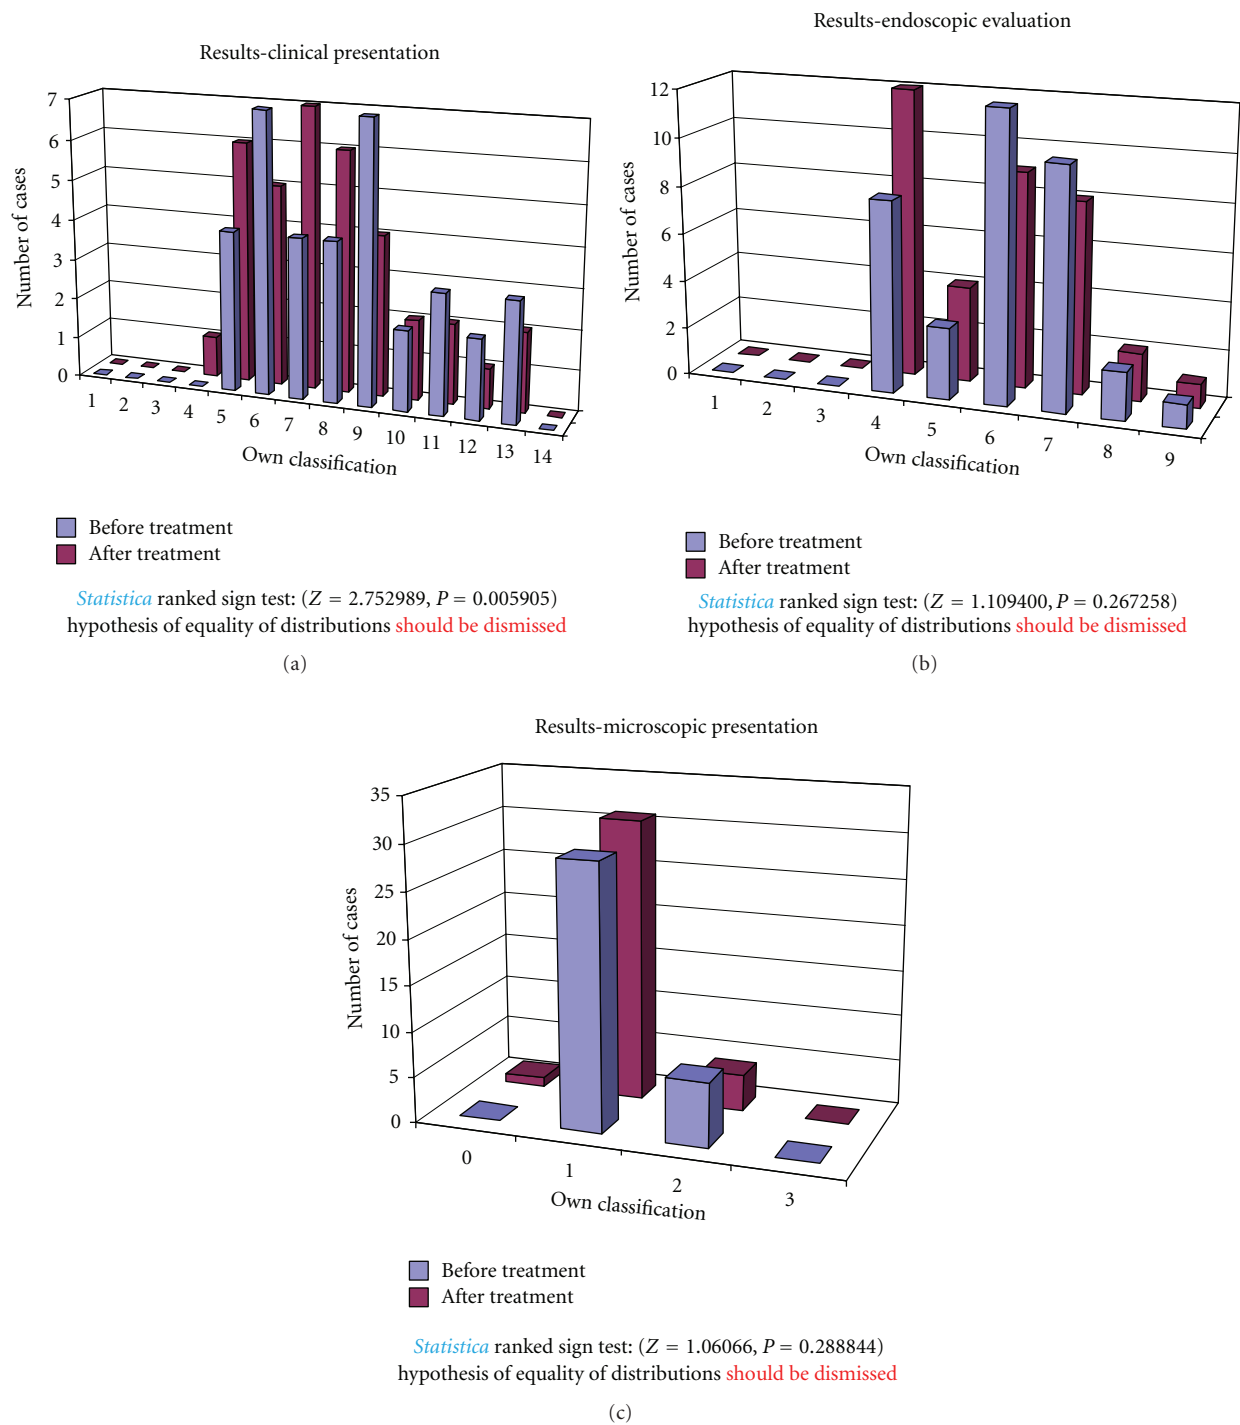 Results-clinical presentation
7
6
5
4
3
2
1
0
Number of cases
1 2 3 4 5 6 7 8 9 10 11 12 13 14
Own classification
Before treatment
After treatment
Statistica ranked sign test: (Z = 2.752989, P = 0.005905)
hypothesis of equality of distributions should be dismissed
(a)
Results-endoscopic evaluation
12
10
8
6
4
2
0
Number of cases
1 2 3 4 5 6 7 8 9
Own classification
Before treatment
After treatment
Statistica ranked sign test: (Z = 1.109400, P = 0.267258)
hypothesis of equality of distributions should be dismissed
(b)
Results-microscopic presentation
35
30
25
20
15
10
5
0
Number of cases
0 1 2 3
Own classification
Before treatment
After treatment
Statistica ranked sign test: (Z = 1.06066, P = 0.288844)
hypothesis of equality of distributions should be dismissed
(c)